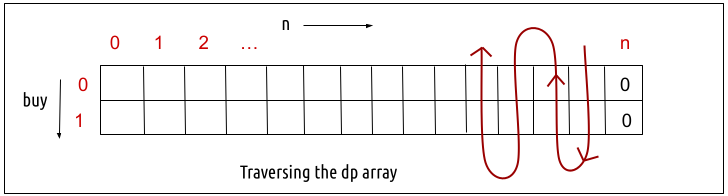 n
0 1 2 ... n
0 0
buy
1 0
Traversing the dp array